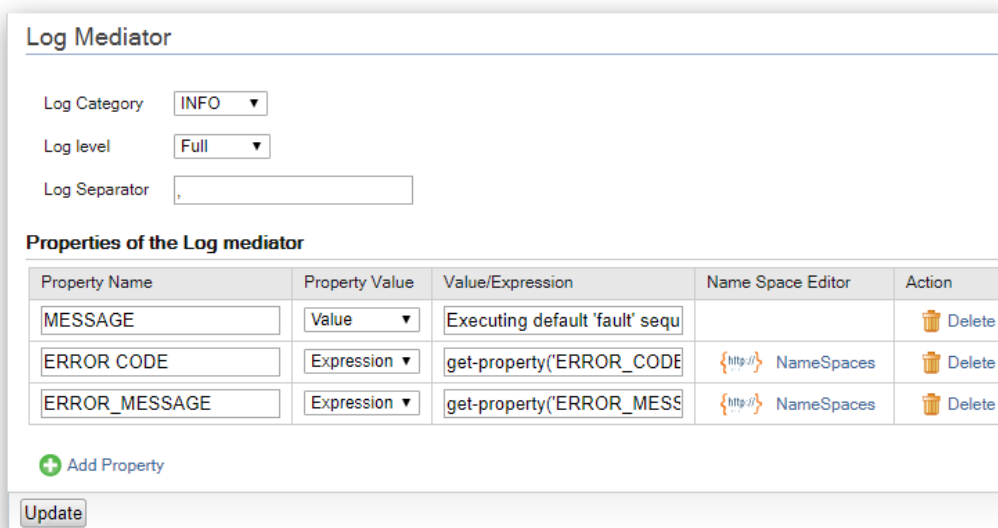 Log Mediator
Log Category INFO
Log level Full
Log Separator ,
Properties of the Log mediator
Property Name Property Value Value/Expression Name Space Editor Action
MESSAGE Value Executing default 'fault' sequ Delete
ERROR CODE Expression get-property('ERROR_CODE {http://} NameSpaces Delete
ERROR_MESSAGE Expression get-property('ERROR_MESS {http://} NameSpaces Delete
Add Property
Update